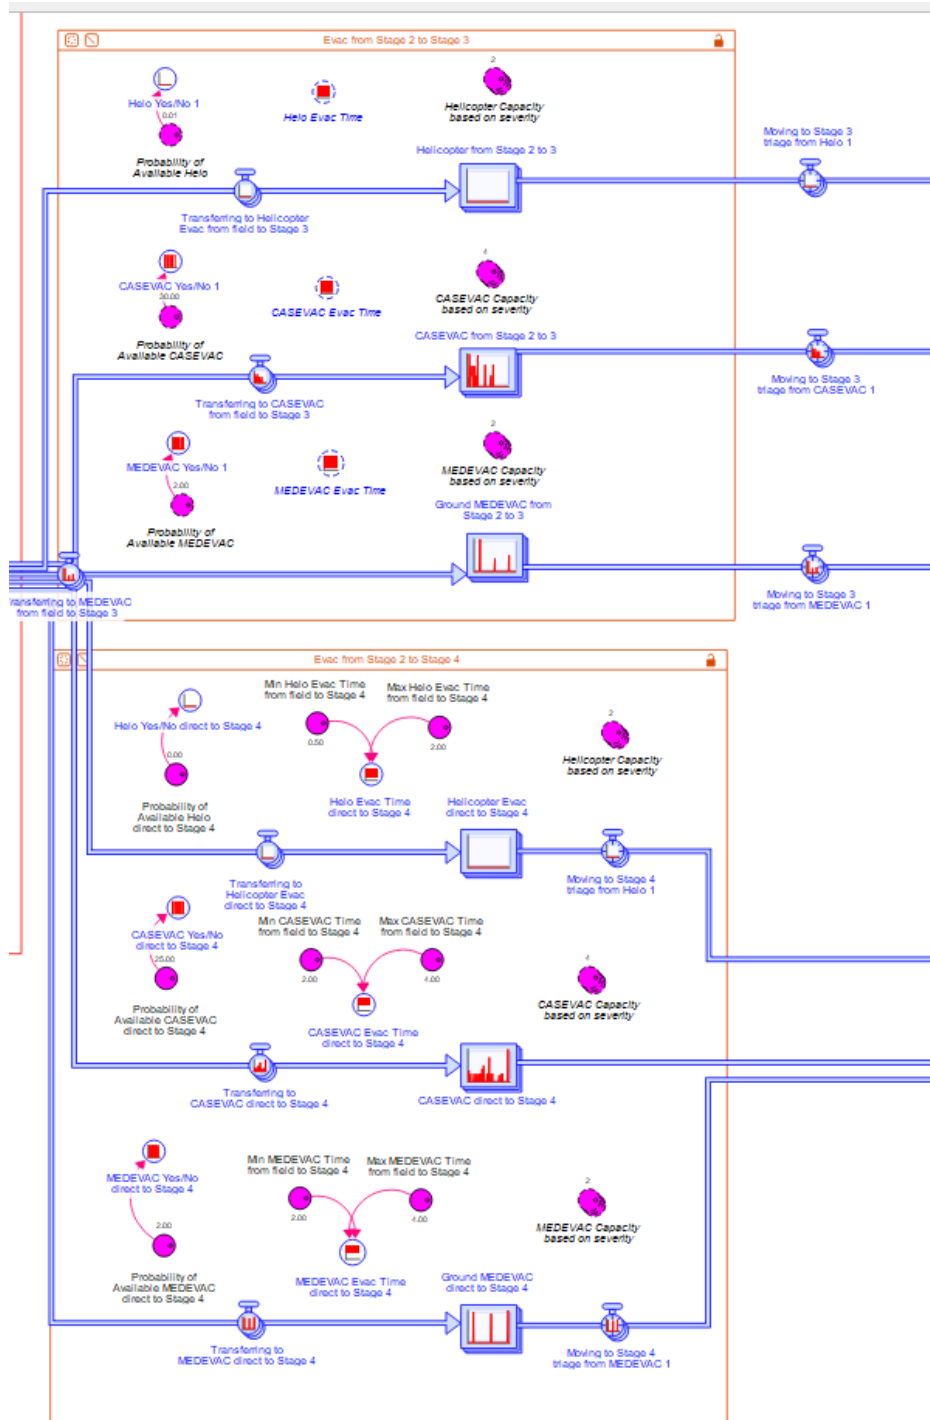 Evac from Stage 2 to Stage 3
2
Helo Yes/No 1
Helo Evac Time
Helicopter Capacity
based on severity
0.01
Probability of
Available Helo
Helicopter from Stage 2 to 3
Moving to Stage 3
triage from Helo 1
Transferring to Helicopter
Evac from field to Stage 3
4
CASEVAC Yes/No 1
30.00
CASEVAC Evac Time
CASEVAC Capacity
based on severity
Probability of
Available CASEVAC
CASEVAC from Stage 2 to 3
Transferring to CASEVAC
from field to Stage 3
Moving to Stage 3
triage from CASEVAC 1
2
MEDEVAC Yes/No 1
2.00
MEDEVAC Evac Time
MEDEVAC Capacity
based on severity
Probability of
Available MEDEVAC
Ground MEDEVAC from
Stage 2 to 3
ransferring to MEDEVAC
from field to Stage 3
Moving to Stage 3
triage from MEDEVAC 1
Evac from Stage 2 to Stage 4
Min Helo Evac Time
from field to Stage 4
Max Helo Evac Time
from field to Stage 4
2
Helo Yes/No direct to Stage 4
0.00
0.50
2.00
Helicopter Capacity
based on severity
Probability of
Available Helo
direct to Stage 4
Helo Evac Time
direct to Stage 4
Helicopter Evac
direct to Stage 4
Transferring to
Helicopter Evac
direct to Stage 4
Moving to Stage 4
triage from Helo 1
Min CASEVAC Time
from field to Stage 4
Max CASEVAC Time
from field to Stage 4
CASEVAC Yes/No
direct to Stage 4
25.00
2.00
4.00
4
CASEVAC Capacity
based on severity
Probability of
Available CASEVAC
direct to Stage 4
CASEVAC Evac Time
direct to Stage 4
Transferring to
CASEVAC direct to Stage 4
CASEVAC direct to Stage 4
Min MEDEVAC Time
from field to Stage 4
Max MEDEVAC Time
from field to Stage 4
MEDEVAC Yes/No
direct to Stage 4
2.00
2.00
4.00
2
MEDEVAC Capacity
based on severity
Probability of
Available MEDEVAC
direct to Stage 4
MEDEVAC Evac Time
direct to Stage 4
Ground MEDEVAC
direct to Stage 4
Transferring to
MEDEVAC direct to Stage 4
Moving to Stage 4
triage from MEDEVAC 1